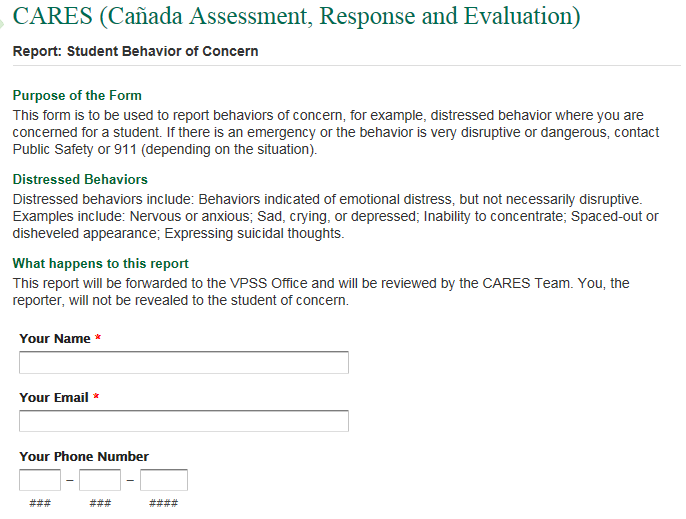 CARES (Cañada Assessment, Response and Evaluation)
Report: Student Behavior of Concern
Purpose of the Form
This form is to be used to report behaviors of concern, for example, distressed behavior where you are
concerned for a student. If there is an emergency or the behavior is very disruptive or dangerous, contact
Public Safety or 911 (depending on the situation).
Distressed Behaviors
Distressed behaviors include: Behaviors indicated of emotional distress, but not necessarily disruptive.
Examples include: Nervous or anxious; Sad, crying, or depressed; Inability to concentrate; Spaced-out or
disheveled appearance; Expressing suicidal thoughts.
What happens to this report
This report will be forwarded to the VPSS Office and will be reviewed by the CARES Team. You, the
reporter, will not be revealed to the student of concern.
Your Name *
Your Email *
Your Phone Number
– –
### ### ####